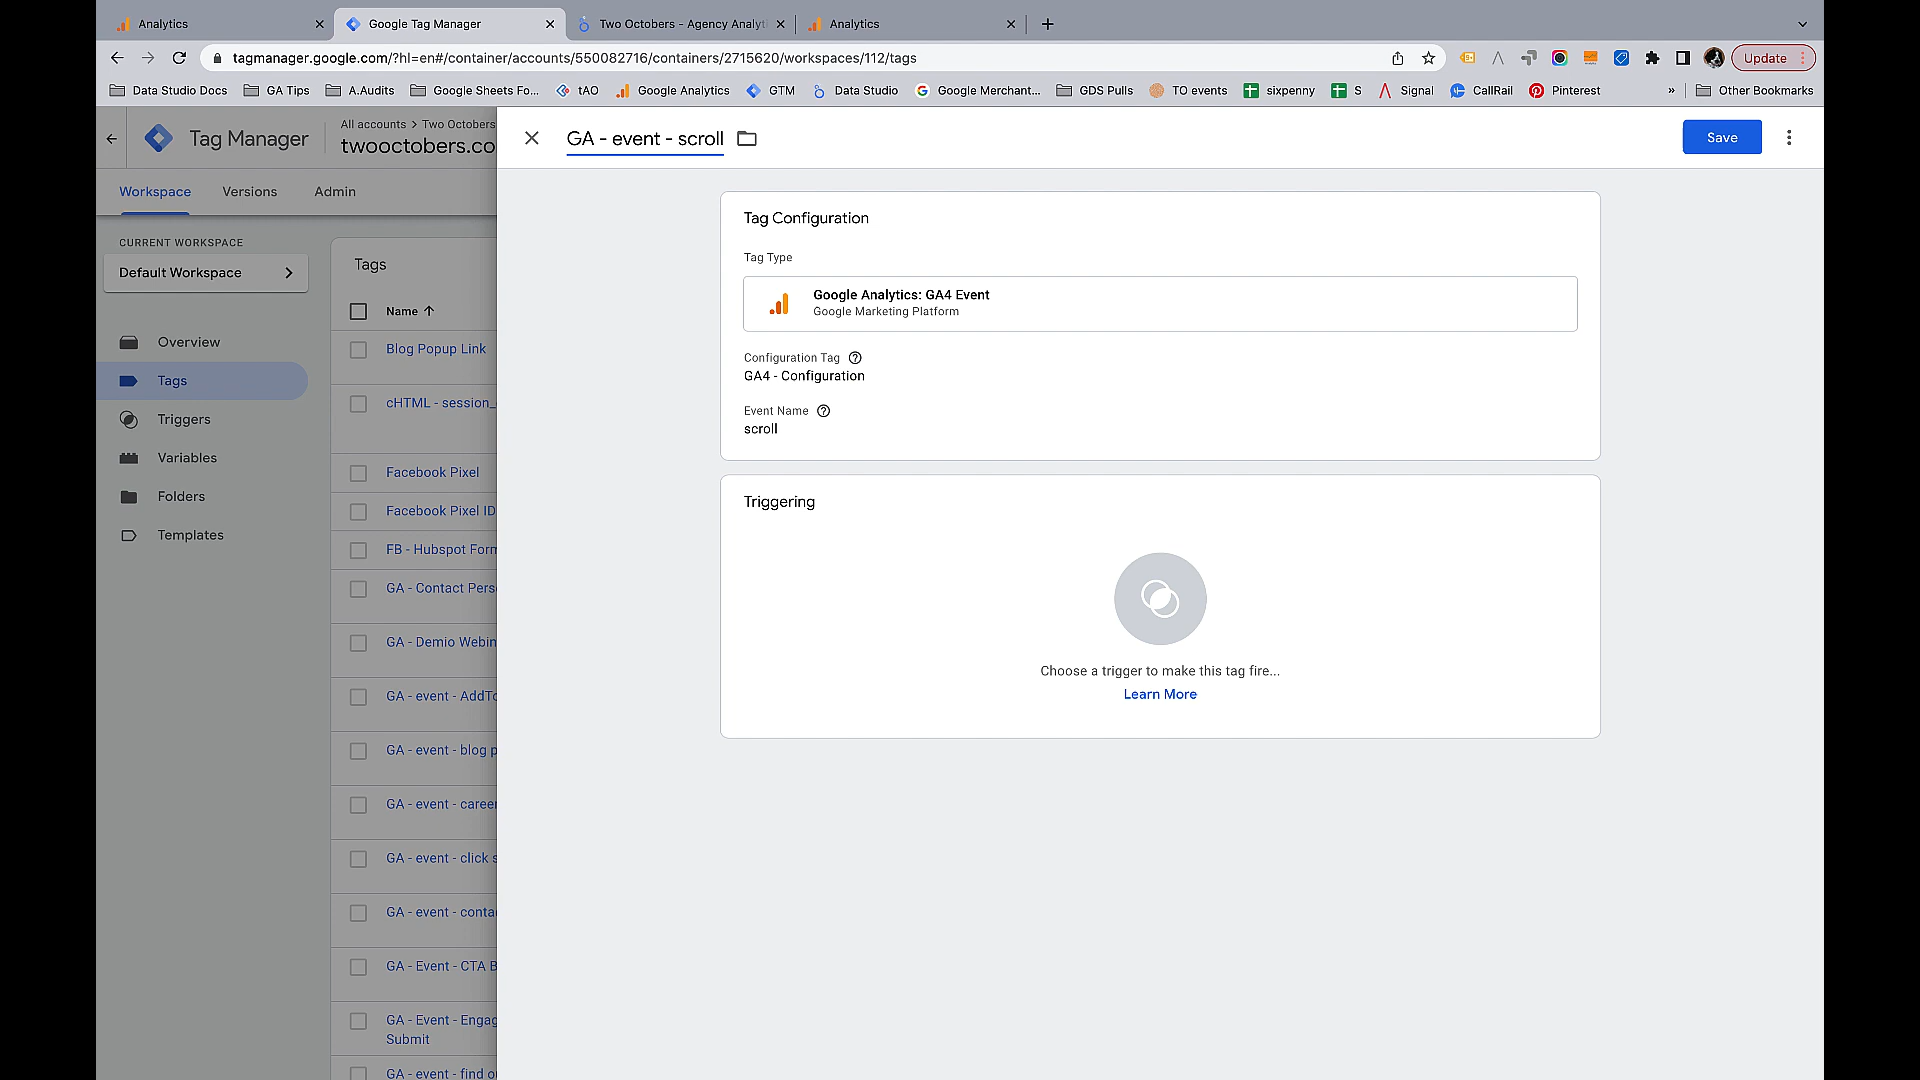 Analytics
Google Tag Manager
Two Octobers - Agency Analyti
Analytics
tagmanager.google.com/?hl=en#/container/accounts/550082716/containers/2715620/workspaces/112/tags
Update
Data Studio Docs
GA Tips
A.Audits
Google Sheets Fo...
tAO
Google Analytics
GTM
Data Studio
Google Merchant...
GDS Pulls
TO events
sixpenny
S
Signal
CallRail
Pinterest
»
Other Bookmarks
Tag Manager
All accounts > Two Octobers
twooctobers.co
GA - event - scroll
Save
Workspace
Versions
Admin
CURRENT WORKSPACE
Default Workspace
Overview
Tags
Triggers
Variables
Folders
Templates
Tags
Name
Blog Popup Link
cHTML - session_
Facebook Pixel
Facebook Pixel ID
FB - Hubspot Form
GA - Contact Pers
GA - Demio Webin
GA - event - AddTo
GA - event - blog p
GA - event - career
GA - event - click s
GA - event - conta
GA - Event - CTA B
GA - Event - Engag
Submit
GA - event - find o
Tag Configuration
Tag Type
Google Analytics: GA4 Event
Google Marketing Platform
Configuration Tag
GA4 - Configuration
Event Name
scroll
Triggering
Choose a trigger to make this tag fire...
Learn More